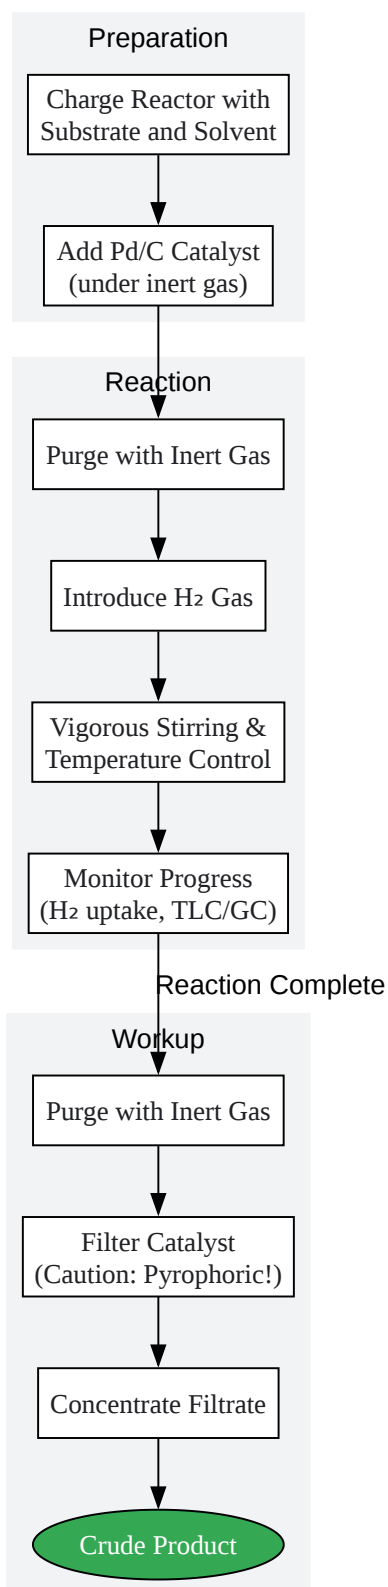 Preparation
Charge Reactor with
Substrate and Solvent
Add Pd/C Catalyst
(under inert gas)
Reaction
Purge with Inert Gas
Introduce H₂ Gas
Vigorous Stirring &
Temperature Control
Monitor Progress
(H₂ uptake, TLC/GC)
Reaction Complete
Workup
Purge with Inert Gas
Filter Catalyst
(Caution: Pyrophoric!)
Concentrate Filtrate
Crude Product